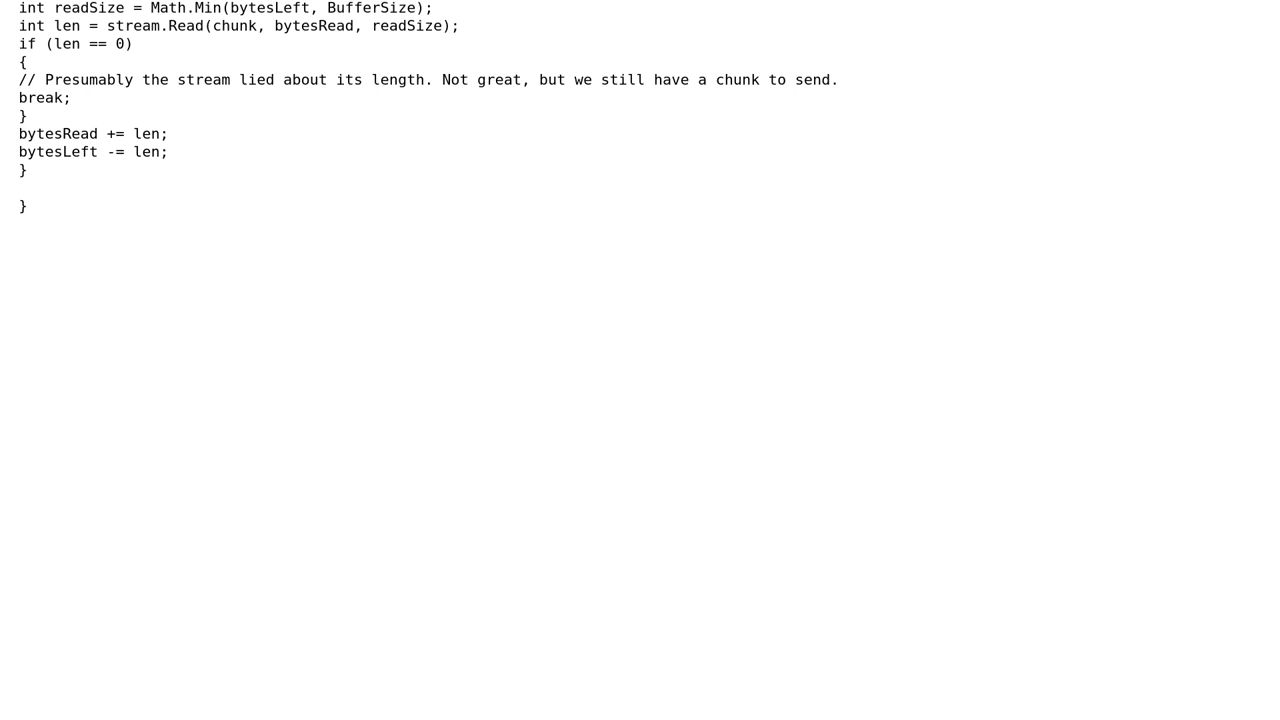 int readSize = Math.Min(bytesLeft, BufferSize);
int len = stream.Read(chunk, bytesRead, readSize);
if (len == 0)
{
// Presumably the stream lied about its length. Not great, but we still have a chunk to send.
break;
}
bytesRead += len;
bytesLeft -= len;
}

}